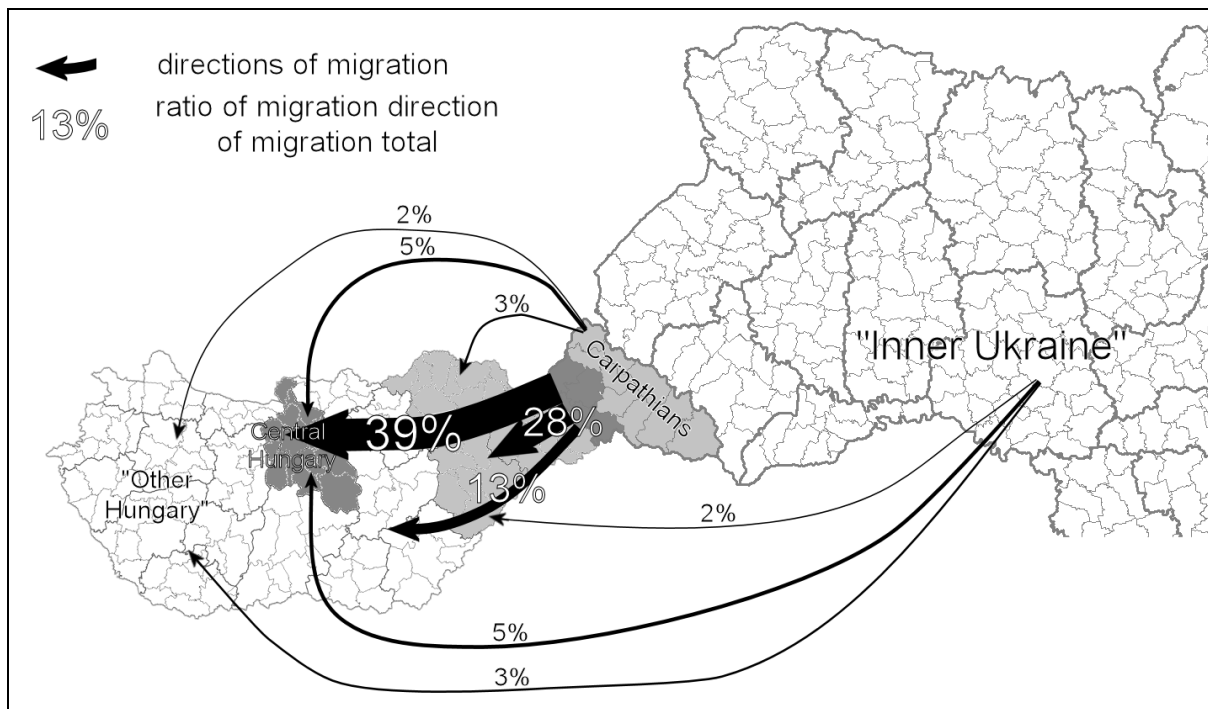 directions of migration
13%
ratio of migration direction
of migration total
2%
5%
3%
Carpathians
"Inner Ukraine"
39%
28%
Central
Hungary
"Other
Hungary"
13%
2%
5%
3%